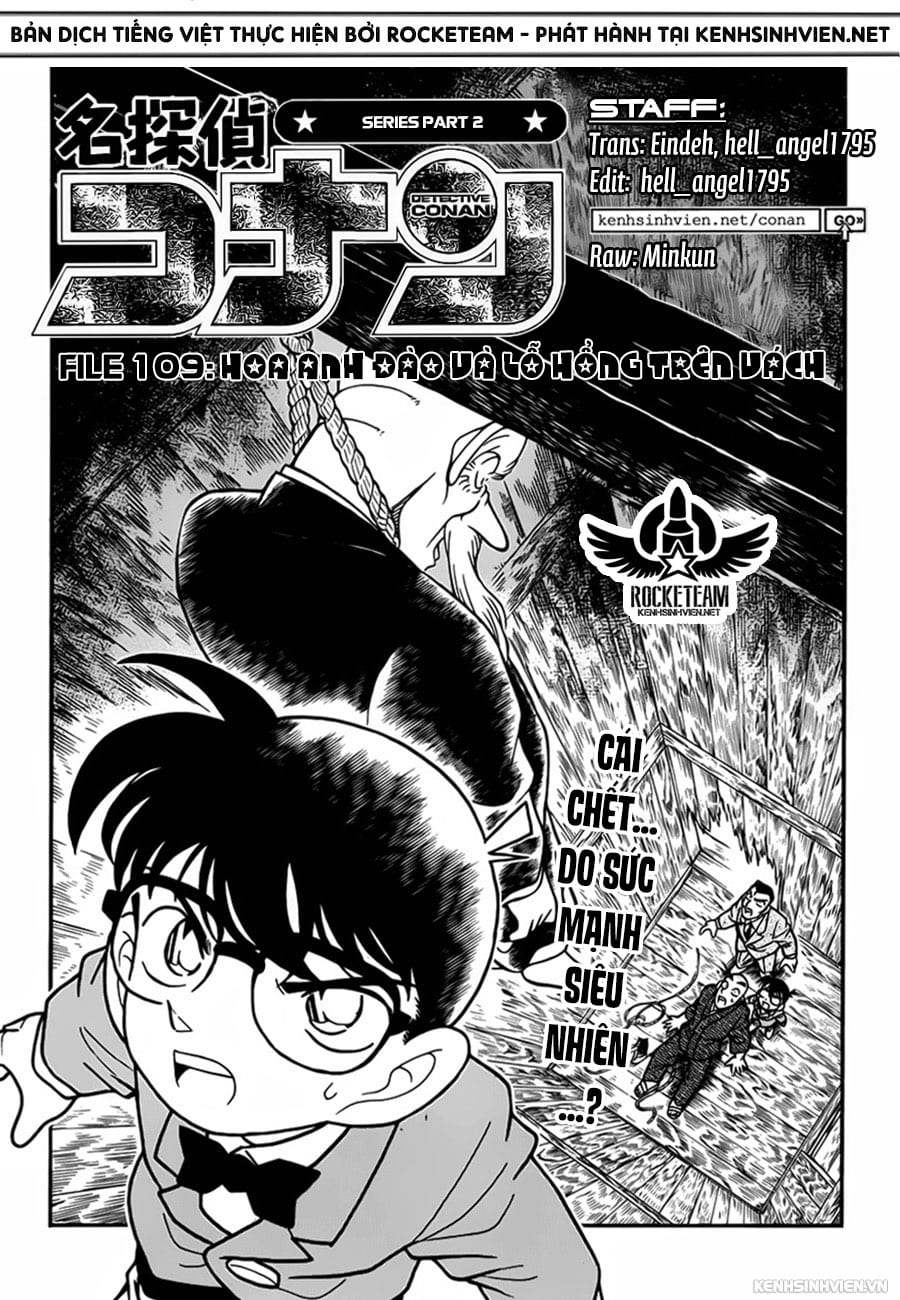 BẢN DỊCH TIẾNG VIỆT THỰC HIỆN BỞI ROCKETEAM - PHÁT HÀNH TẠI KENHSINHVIEN.NET
名探偵
コナン
DETECTIVE
CONAN
SERIES PART 2
STAFF:
Trans: Eindeh, hell_angel1795
Edit: hell_angel1795
kenhsinhvien.net/conan GO»
Raw: Minkun
FILE 109: HOA ANH ĐÀO VÀ LỖ HỔNG TRÊN VÁCH
ROCKETEAM
KENHSINHVIEN.NET
CÁI
CHẾT...
DO SỨC
MẠNH
SIÊU
NHIÊN
...?
KENHSINHVIEN.VN